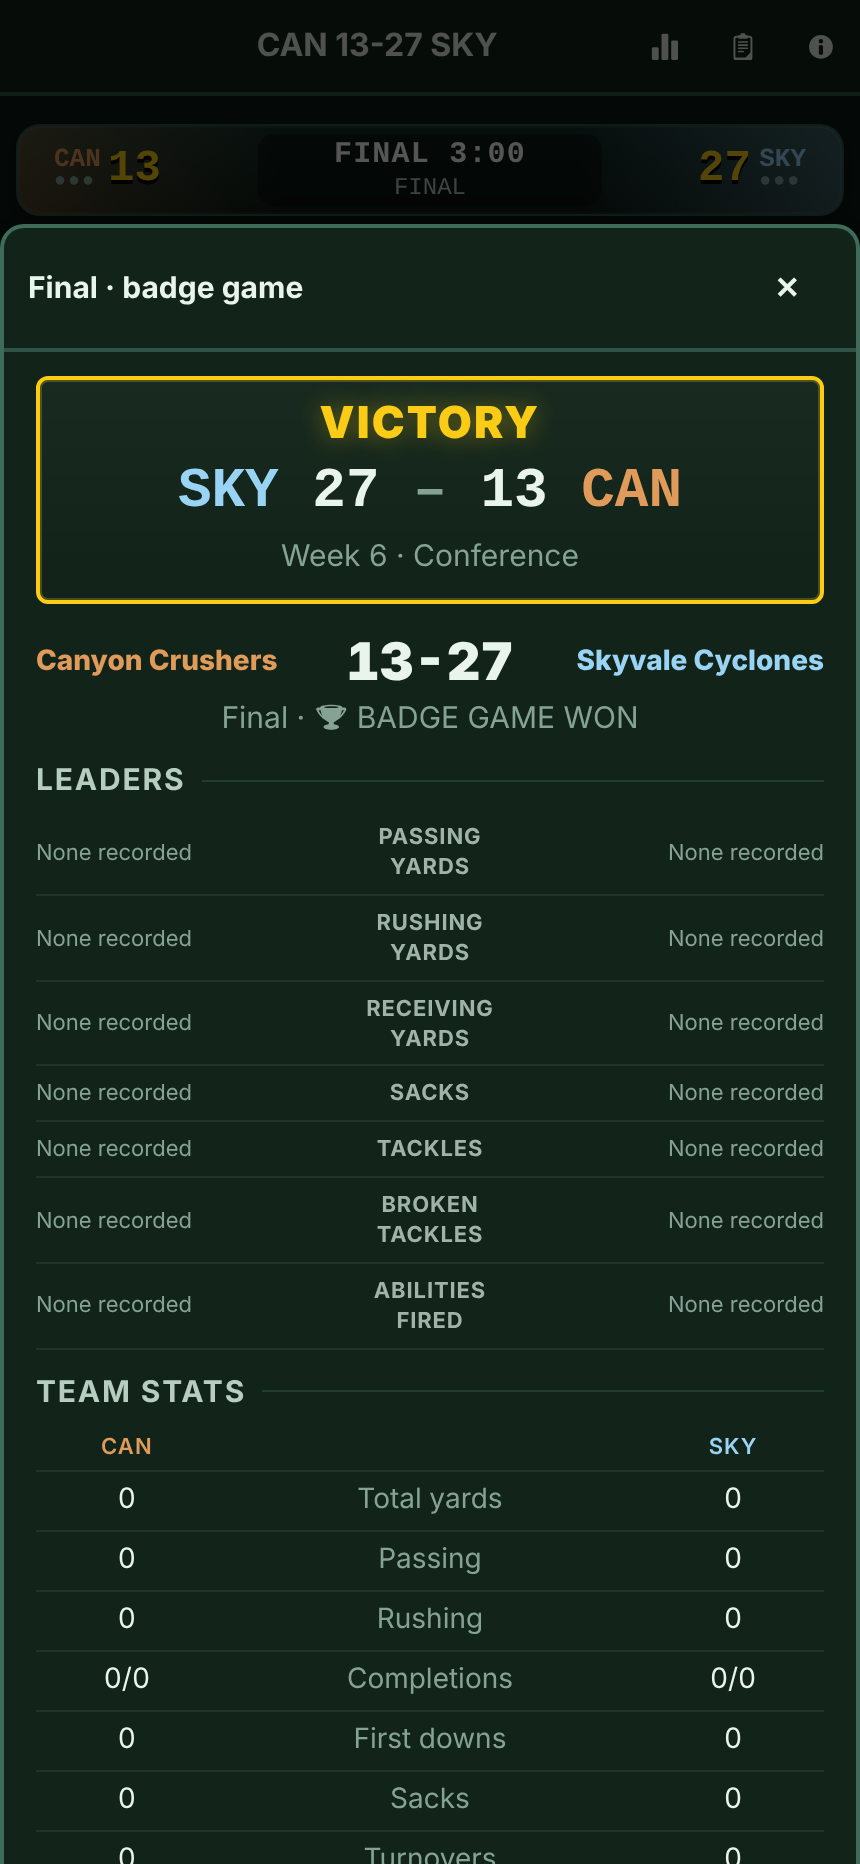 CAN 13-27 SKY
CAN 13
FINAL 3:00
FINAL
27 SKY
Final · badge game
×
VICTORY
SKY 27 – 13 CAN
Week 6 · Conference
Canyon Crushers 13-27 Skyvale Cyclones
Final · 🏆 BADGE GAME WON
LEADERS
None recorded PASSING YARDS None recorded
None recorded RUSHING YARDS None recorded
None recorded RECEIVING YARDS None recorded
None recorded SACKS None recorded
None recorded TACKLES None recorded
None recorded BROKEN TACKLES None recorded
None recorded ABILITIES FIRED None recorded
TEAM STATS
CAN SKY
0 Total yards 0
0 Passing 0
0 Rushing 0
0/0 Completions 0/0
0 First downs 0
0 Sacks 0
0 Turnovers 0